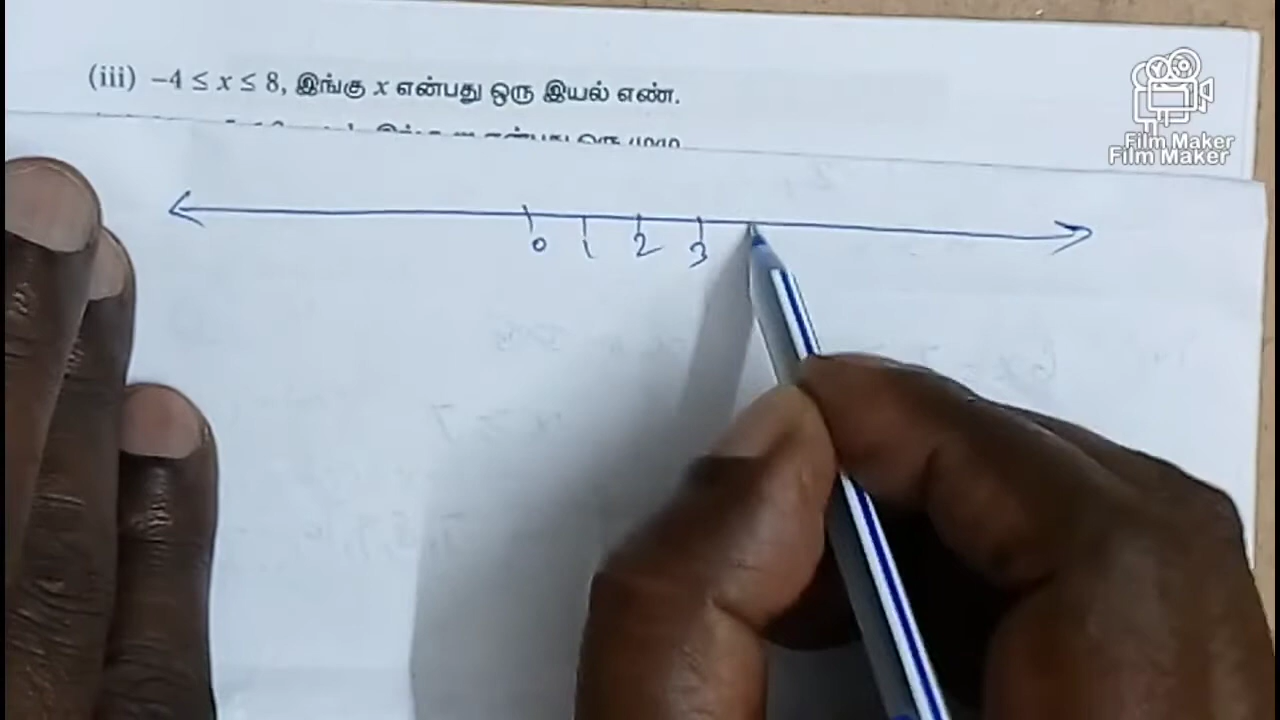 (iii) −4 ≤ x ≤ 8, இங்கு x என்பது ஒரு இயல் எண்.
Film Maker
Film Maker
0 1 2 3